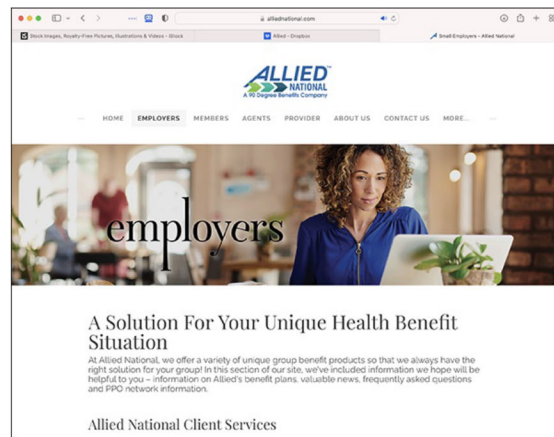 alliednational.com
Stock Images, Royalty-Free Pictures, Illustrations & Videos - iStock
Allied - Dropbox
Small Employers - Allied National
ALLIED™
NATIONAL
A 90 Degree Benefits Company
HOME EMPLOYERS MEMBERS AGENTS PROVIDER ABOUT US CONTACT US MORE...
employers
A Solution For Your Unique Health Benefit
Situation
At Allied National, we offer a variety of unique group benefit products so that we always have the
right solution for your group! In this section of our site, we've included information we hope will be
helpful to you – information on Allied's benefit plans, valuable news, frequently asked questions
and PPO network information.
Allied National Client Services